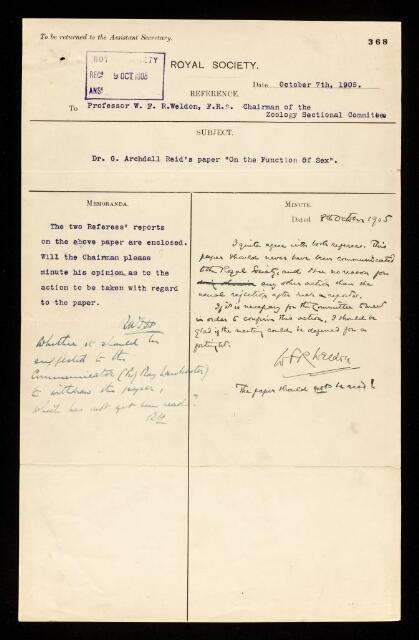 To be returned to the Assistant Secretary.
368
ROYAL SOCIETY
RECD 9 OCT 1905
ANSD
ROYAL SOCIETY.
Date October 7th, 1905.
REFERENCE.
To Professor W. F. R. Weldon, F.R.S. Chairman of the
Zoology Sectional Committee
SUBJECT.
Dr. G. Archdall Reid's paper "On the Function Of Sex".
MEMORANDA.
The two Referees' reports
on the above paper are enclosed.
Will the Chairman please
minute his opinion as to the
action to be taken with regard
to the paper.
Whether it should be
suggested to the
Communicator (Prof Ray Lankester)
to withdraw the paper,
which has not yet been read?
MINUTE.
Dated 8th October 1905
I quite agree with both referees. This
paper should never have been communicated
to the Royal Society, and I see no reason for
any other action than the
usual rejection after such reports.
If it is necessary for the Committee to meet
in order to confirm this action, I should be
glad if the meeting could be deferred for a
fortnight.
W F R Weldon
The paper should not be read!